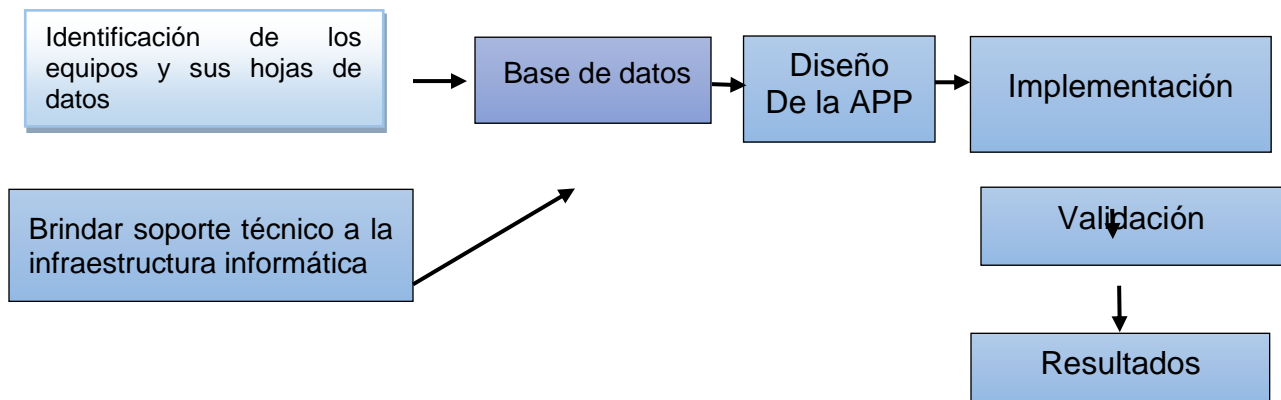 Identificación de los
equipos y sus hojas de
datos
Base de datos
Diseño
De la APP
Implementación
Brindar soporte técnico a la
infraestructura informática
Validación
Resultados